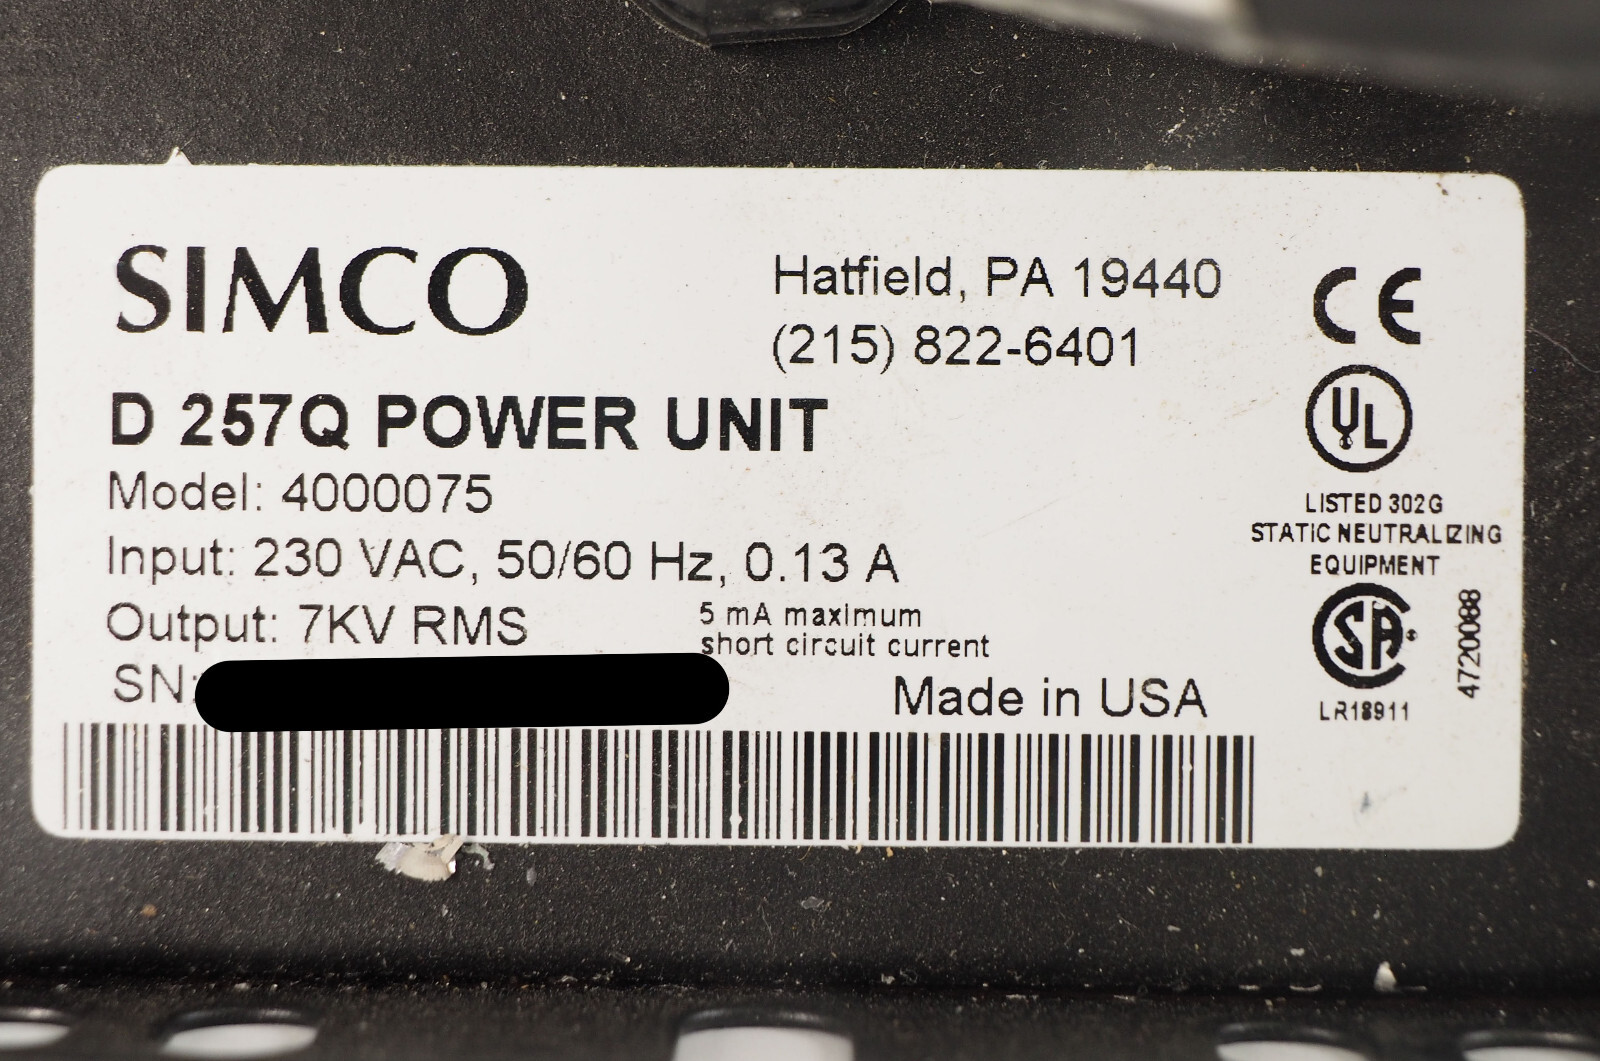 SIMCO
Hatfield, PA 19440
(215) 822-6401
D 257Q POWER UNIT
Model: 4000075
Input: 230 VAC, 50/60 Hz, 0.13 A
Output: 7KV RMS
5 mA maximum
short circuit current
SN:
Made in USA
CE
UL
LISTED 302G
STATIC NEUTRALIZING
EQUIPMENT
SA
LR18911
4720088